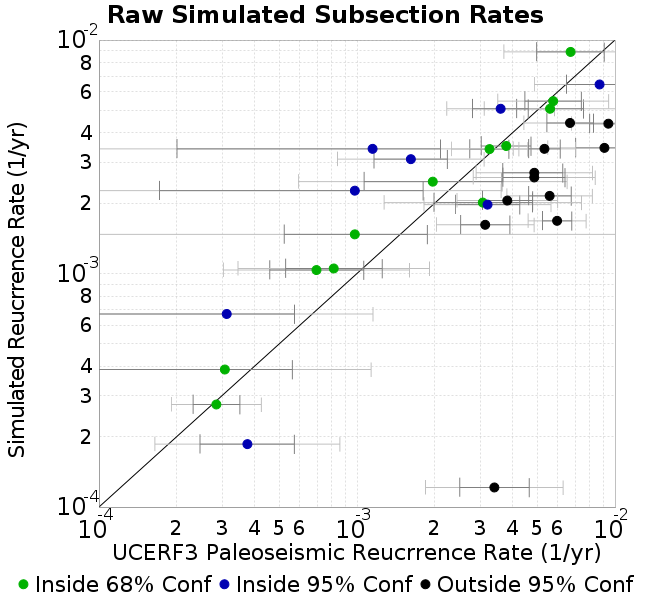 Raw Simulated Subsection Rates
10-2
8
6
4
3
2
10-3
8
6
4
3
2
10-4
Simulated Reucrrence Rate (1/yr)
10-4 2 3 4 5 6 10-3 2 3 4 5 6 10-2
UCERF3 Paleoseismic Reucrrence Rate (1/yr)
Inside 68% Conf Inside 95% Conf Outside 95% Conf